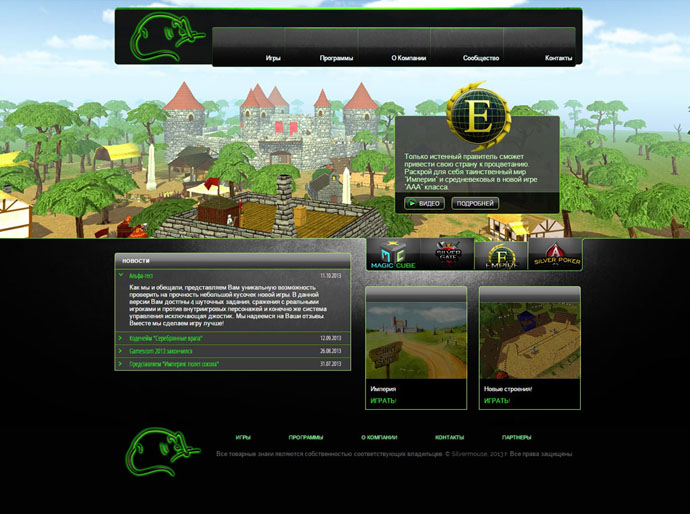 Игры
Программы
О Компании
Сообщество
Контакты
E
Только истенный правитель сможет
привести свою страну к процветанию.
Раскрой для себя таинственный мир
"Империи" и средневековья в новой игре
"ААА" класса
ВИДЕО
ПОДРОБНЕЙ
MAGIC CUBE
EMPIRE
SILVER POKER
НОВОСТИ
Альфа-тест
11.10.2013
Как мы и обещали, представляем Вам уникальную возможность
проверить на прочность небольшой кусочек новой игры. В данной
версии Вам доступны 4 шуточных задания, сражения с реальными
игроками и против внутриигровых персонажей и конечно же система
управления исключающая джостик. Мы надеемся на Ваши отзывы.
Вместе мы сделаем игру лучше!
Кодечейм "Серебрянные врата"
12.09.2013
Gamescom 2013 закончился
26.08.2013
Представляем "Империя: полет сокола"
31.07.2013
Империя
ИГРАТЬ!
Новые строения!
ИГРАТЬ!
ИГРЫ
ПРОГРАММЫ
О КОМПАНИИ
КОНТАКТЫ
ПАРТНЕРЫ
Все товарные знаки являются собственностью соответствующих владельцев. © Silvermouse, 2013 г. Все права защищены